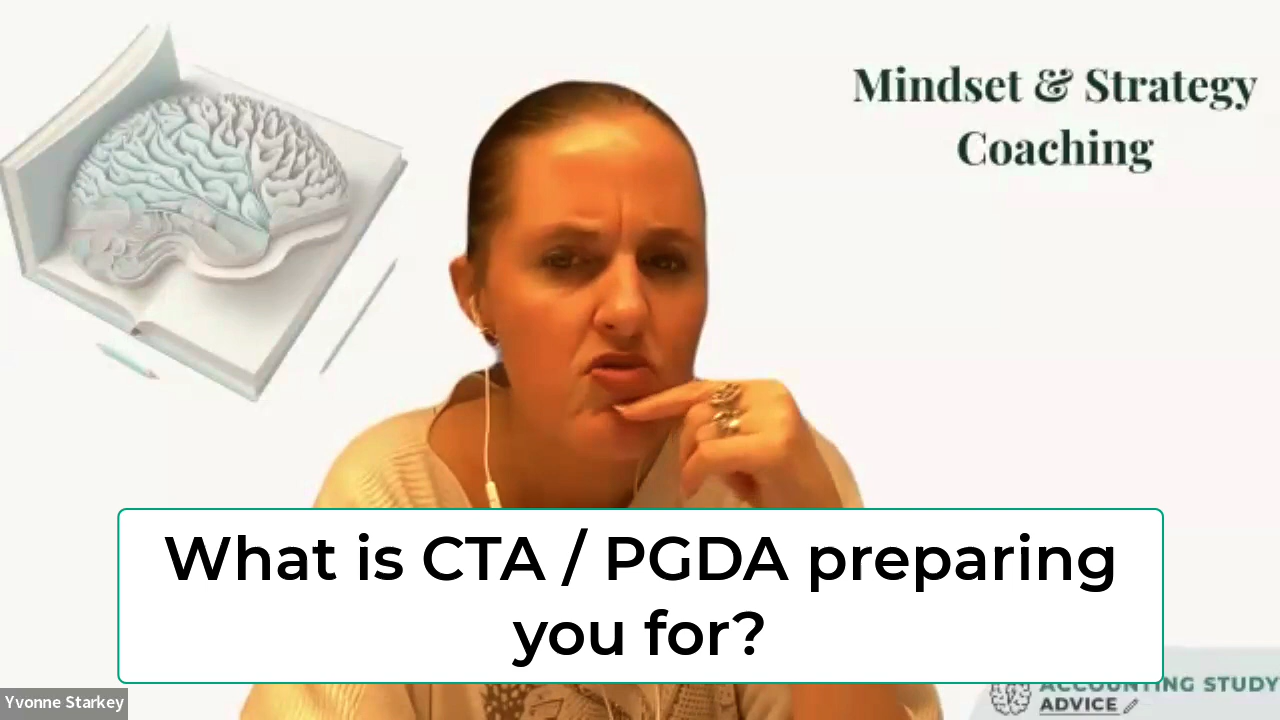 Mindset & Strategy
Coaching
What is CTA / PGDA preparing
you for?
Yvonne Starkey
ACCOUNTING STUDY
ADVICE